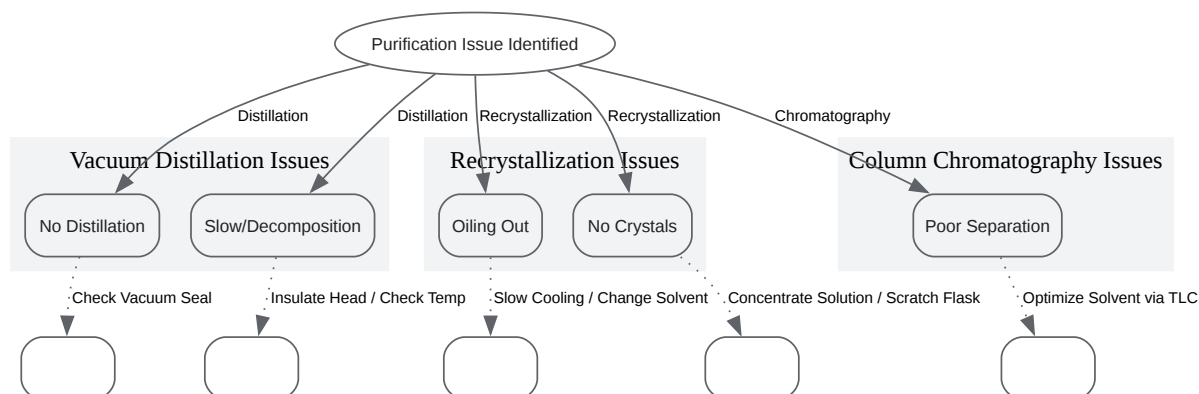 Purification Issue Identified
Distillation
Distillation
Recrystallization
Recrystallization
Chromatography
Vacuum Distillation Issues
Recrystallization Issues
Column Chromatography Issues
No Distillation
Slow/Decomposition
Oiling Out
No Crystals
Poor Separation
Check Vacuum Seal
Insulate Head / Check Temp
Slow Cooling / Change Solvent
Concentrate Solution / Scratch Flask
Optimize Solvent via TLC